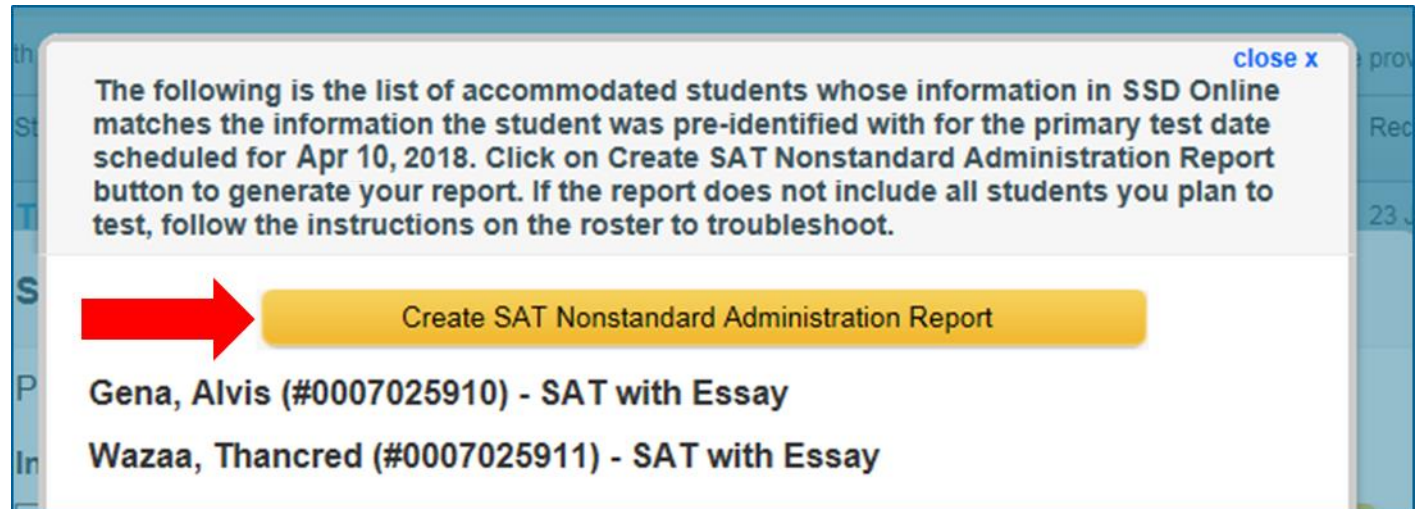 close x
The following is the list of accommodated students whose information in SSD Online
matches the information the student was pre-identified with for the primary test date
scheduled for Apr 10, 2018. Click on Create SAT Nonstandard Administration Report
button to generate your report. If the report does not include all students you plan to
test, follow the instructions on the roster to troubleshoot.
Create SAT Nonstandard Administration Report
Gena, Alvis (#0007025910) - SAT with Essay
Wazaa, Thancred (#0007025911) - SAT with Essay